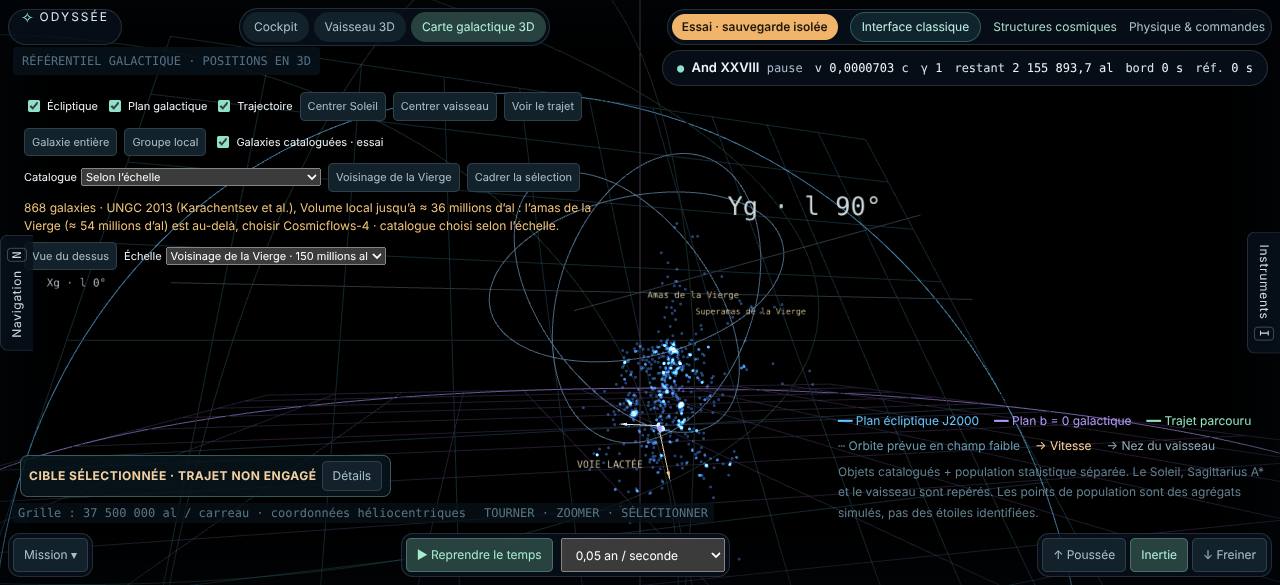 ✧ ODYSSÉE
Cockpit Vaisseau 3D Carte galactique 3D
Essai · sauvegarde isolée Interface classique Structures cosmiques Physique & commandes
RÉFÉRENTIEL GALACTIQUE · POSITIONS EN 3D
● And XXVIII pause v 0,0000703 c γ 1 restant 2 155 893,7 al bord 0 s réf. 0 s
Écliptique Plan galactique Trajectoire Centrer Soleil Centrer vaisseau Voir le trajet
Galaxie entière Groupe local Galaxies cataloguées · essai
Catalogue Selon l’échelle Voisinage de la Vierge Cadrer la sélection
868 galaxies · UNGC 2013 (Karachentsev et al.), Volume local jusqu’à ≈ 36 millions d’al : l’amas de la
Vierge (≈ 54 millions d’al) est au-delà, choisir Cosmicflows-4 · catalogue choisi selon l’échelle.
Vue du dessus Échelle Voisinage de la Vierge · 150 millions al
Navigation N
Instruments I
Yg · l 90°
Xg · l 0°
Amas de la Vierge
Superamas de la Vierge
VOIE LACTÉE
Plan écliptique J2000 Plan b = 0 galactique Trajet parcouru
Orbite prévue en champ faible → Vitesse → Nez du vaisseau
Objets catalogués + population statistique séparée. Le Soleil, Sagittarius A*
et le vaisseau sont repérés. Les points de population sont des agrégats
simulés, pas des étoiles identifiées.
CIBLE SÉLECTIONNÉE · TRAJET NON ENGAGÉ Détails
Grille : 37 500 000 al / carreau · coordonnées héliocentriques TOURNER · ZOOMER · SÉLECTIONNER
Mission ▾ ▶ Reprendre le temps 0,05 an / seconde ↑ Poussée Inertie ↓ Freiner